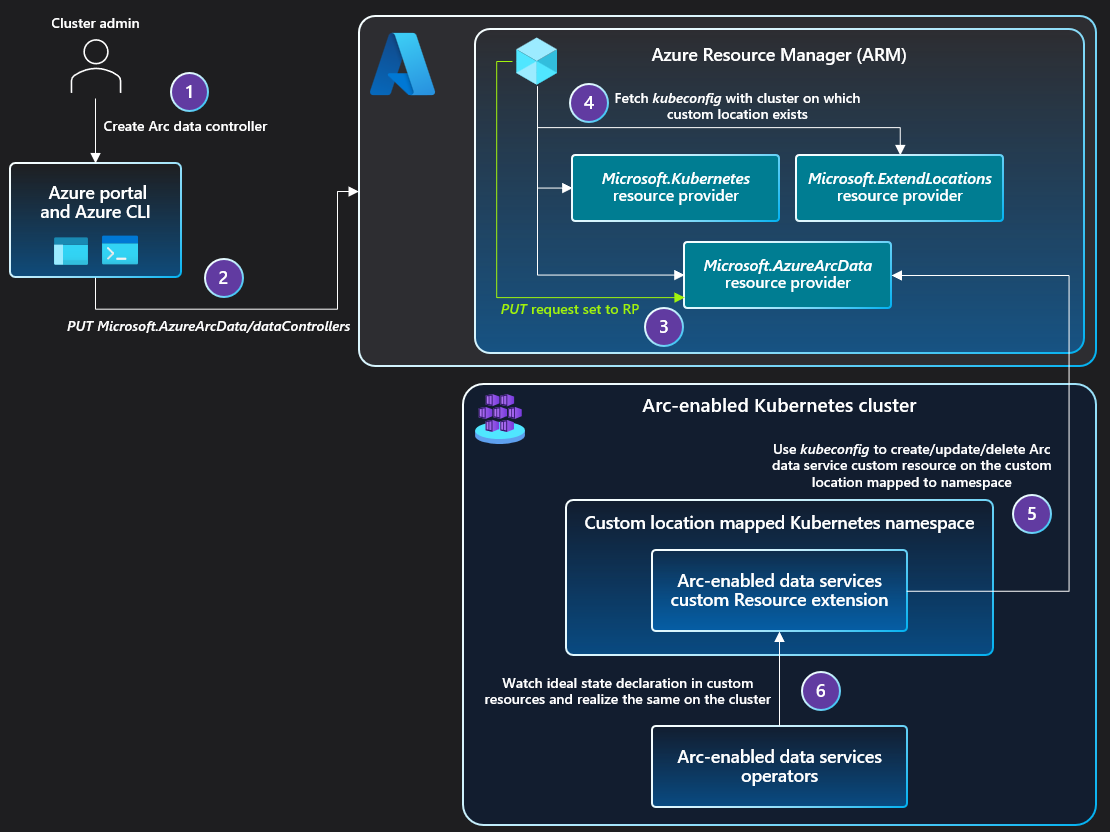 Cluster admin
1
Create Arc data controller
Azure portal
and Azure CLI
2
PUT Microsoft.AzureArcData/dataControllers
Azure Resource Manager (ARM)
4
Fetch kubeconfig with cluster on which
custom location exists
Microsoft.Kubernetes
resource provider
Microsoft.ExtendLocations
resource provider
Microsoft.AzureArcData
resource provider
PUT request set to RP
3
Arc-enabled Kubernetes cluster
Use kubeconfig to create/update/delete Arc
data service custom resource on the custom
location mapped to namespace
5
Custom location mapped Kubernetes namespace
Arc-enabled data services
custom Resource extension
Watch ideal state declaration in custom
resources and realize the same on the cluster
6
Arc-enabled data services
operators